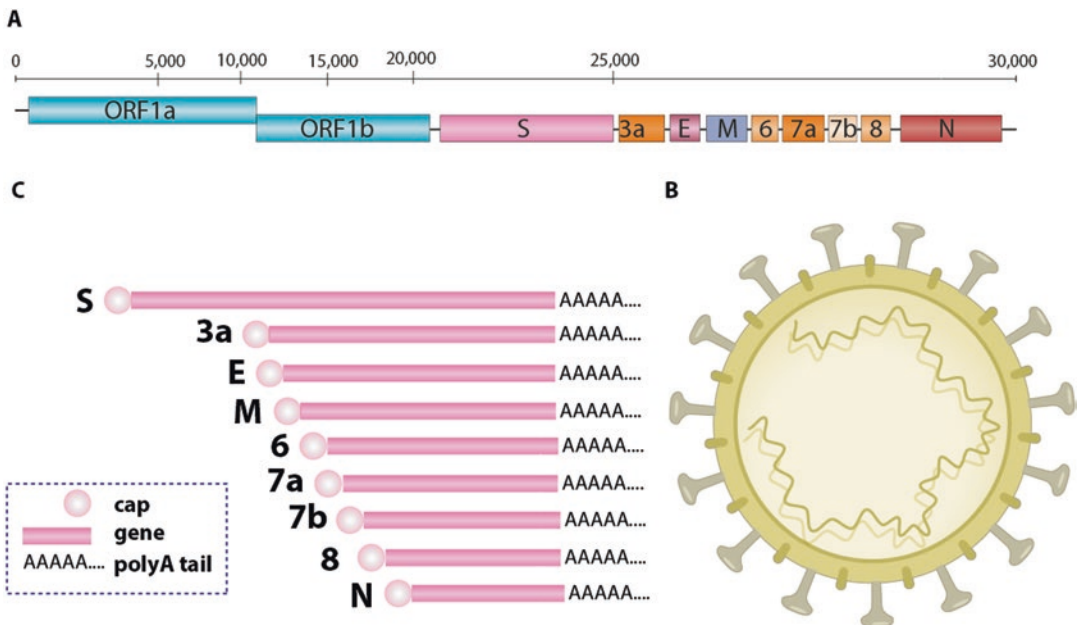 A
0 5,000 10,000 15,000 20,000 25,000 30,000
ORF1a
ORF1b S 3a E M 6 7a 7b 8 N
C
B
S AAAAA....
3a AAAAA....
E AAAAA....
M AAAAA....
6 AAAAA....
7a AAAAA....
7b AAAAA....
8 AAAAA....
N AAAAA....
cap
gene
AAAAA.... polyA tail